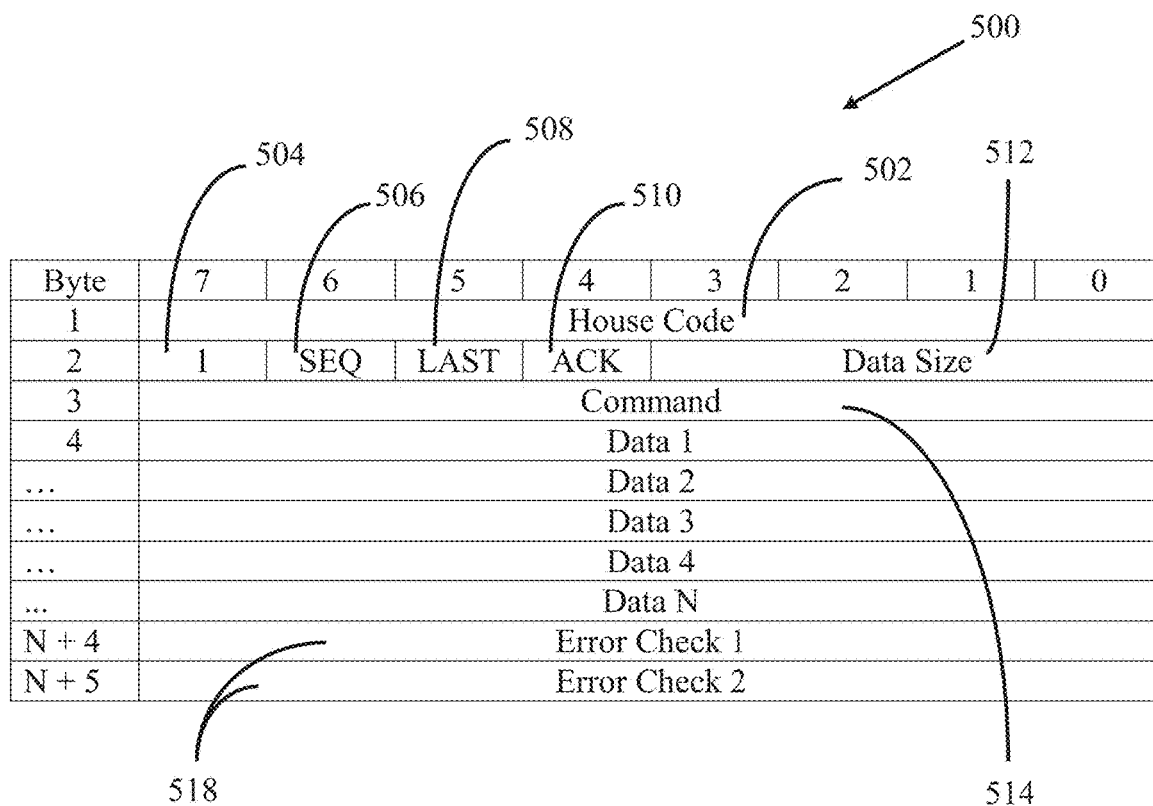 500
508
504
512
502
506
510
Byte 7 6 5 4 3 2 1 0
1 House Code
2 1 SEQ LAST ACK Data Size
3 Command
4 Data 1
... Data 2
... Data 3
... Data 4
... Data N
N + 4 Error Check 1
N + 5 Error Check 2
518
514